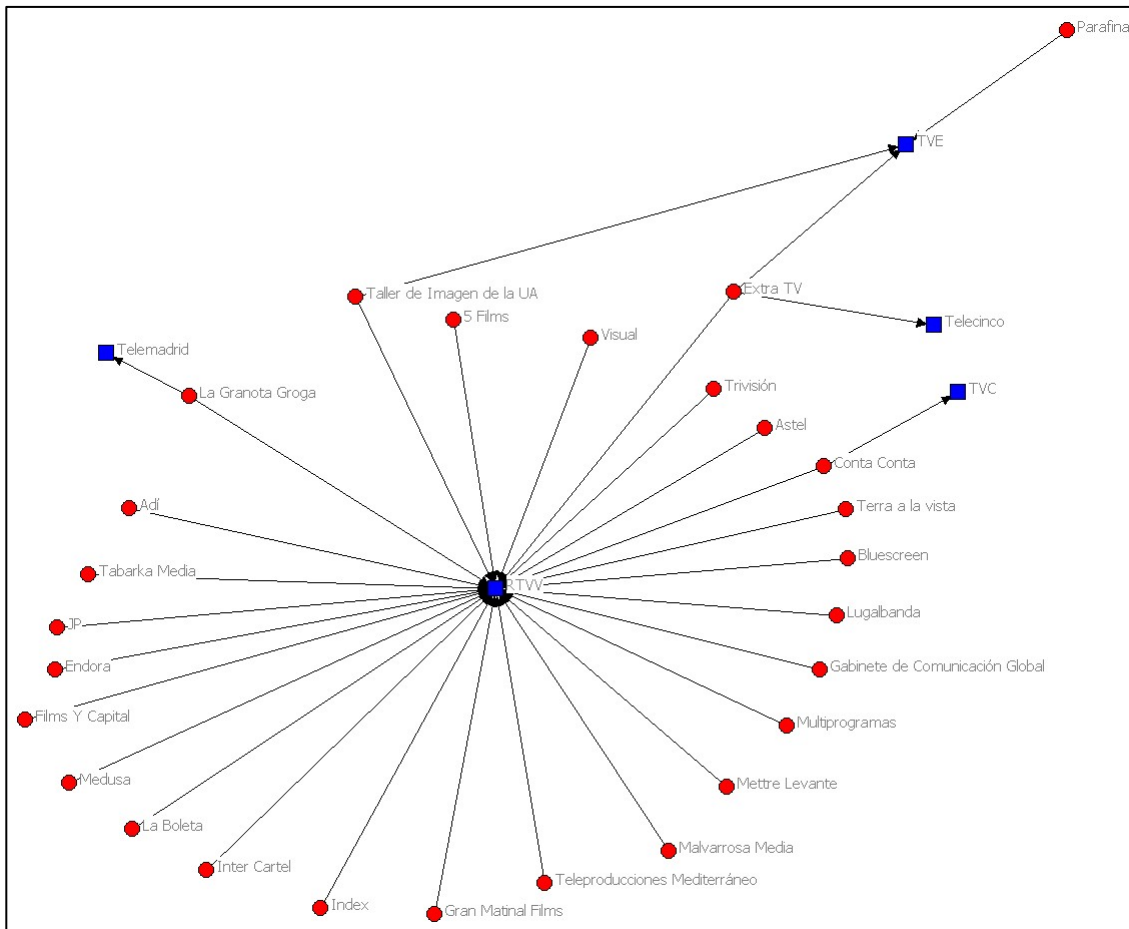 Parafina
TVE
Taller de Imagen de la UA
Extra TV
5 Films
Telecinco
Visual
Telemadrid
Trivisión
TVC
La Granota Groga
Astel
Conta Conta
Adí
Terra a la vista
Bluescreen
Tabarka Media
RTVV
Lugalbanda
JP
Endora
Gabinete de Comunicación Global
Films Y Capital
Multiprogramas
Medusa
Mettre Levante
La Boleta
Malvarrosa Media
Inter Cartel
Teleproducciones Mediterráneo
Index
Gran Matinal Films